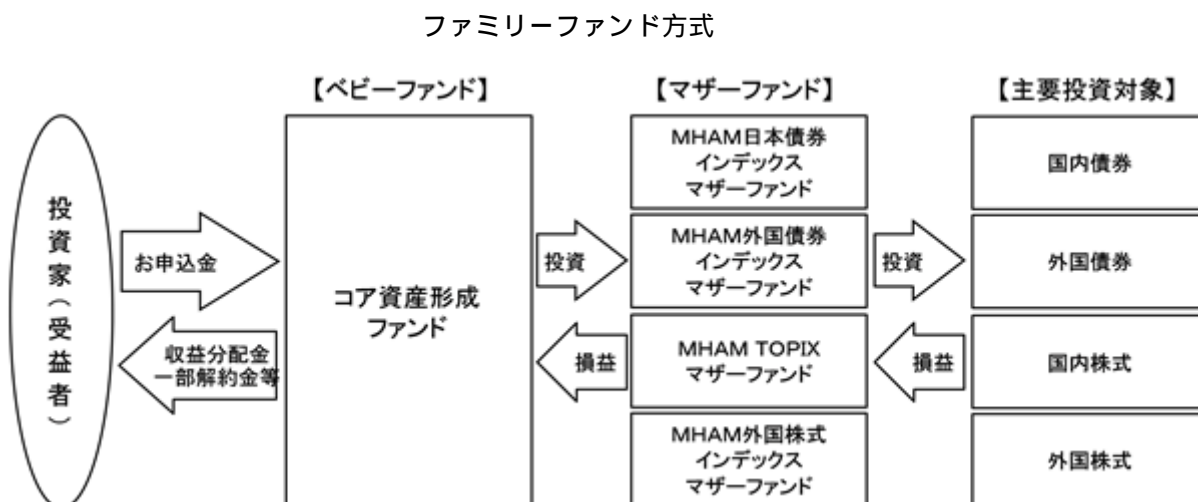 ファミリーファンド方式
【ベビーファンド】
【マザーファンド】
【主要投資対象】
投資家（受益者）
お申込金
収益分配金
一部解約金等
コア資産形成
ファンド
投資
損益
MHAM日本債券
インデックス
マザーファンド
MHAM外国債券
インデックス
マザーファンド
MHAM TOPIX
マザーファンド
MHAM外国株式
インデックス
マザーファンド
投資
損益
国内債券
外国債券
国内株式
外国株式